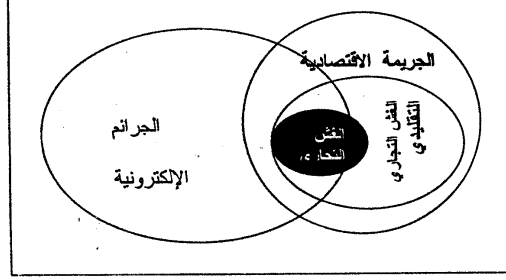 الجريمة الاقتصادية
الغش التجاري
التقليدي
الجرائم
الإلكترونية
الغش
التجاري